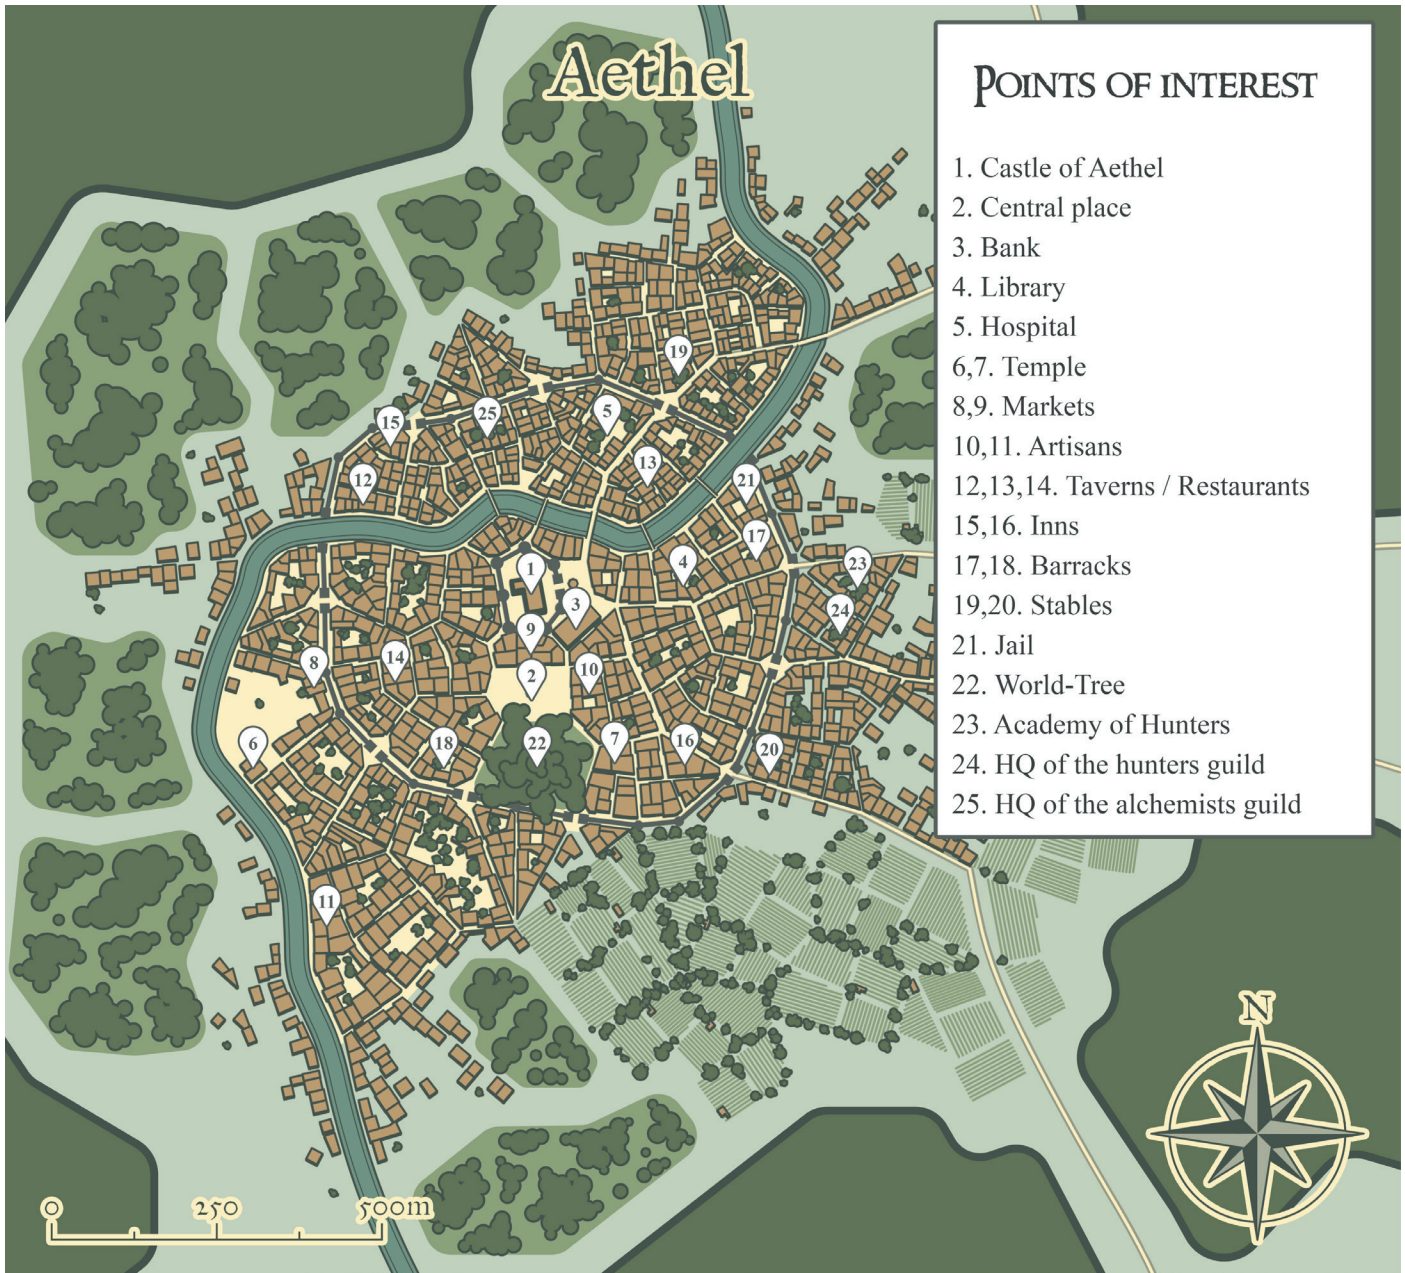 Aethel
Points of interest
1. Castle of Aethel
2. Central place
3. Bank
4. Library
5. Hospital
6,7. Temple
8,9. Markets
10,11. Artisans
12,13,14. Taverns / Restaurants
15,16. Inns
17,18. Barracks
19,20. Stables
21. Jail
22. World-Tree
23. Academy of Hunters
24. HQ of the hunters guild
25. HQ of the alchemists guild
19
15
25
5
13
12
21
17
4
1
23
3
24
9
8
14
10
2
6
18
22
7
16
20
11
N
0 250 500m